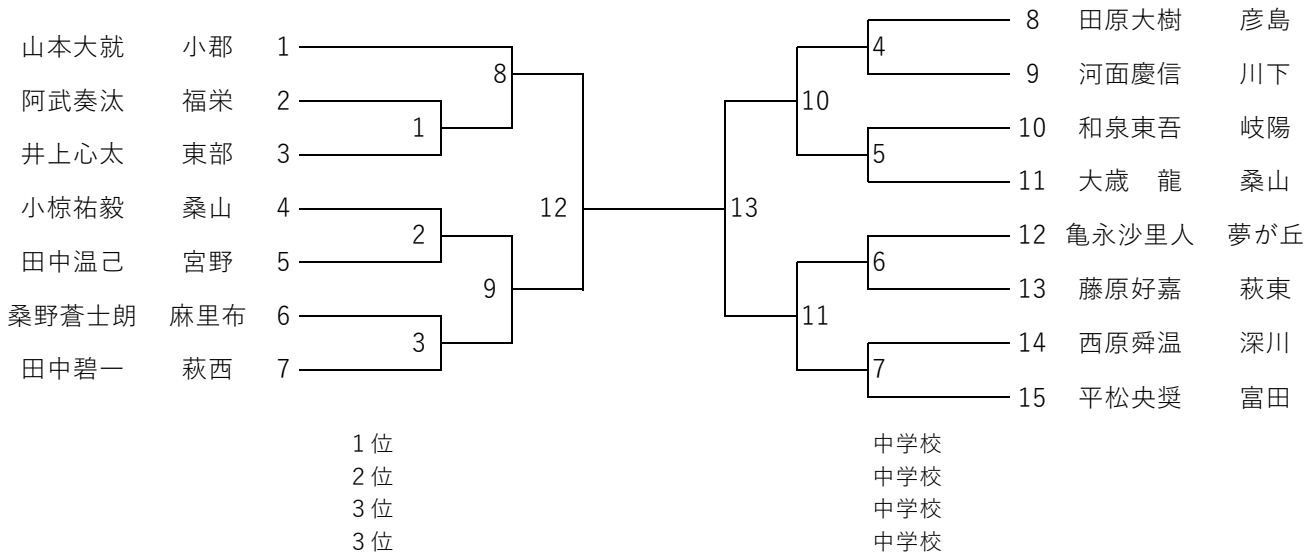 山本大就 小郡 1
阿武奏汰 福栄 2
井上心太 東部 3
小椋祐毅 桑山 4
田中温己 宮野 5
桑野蒼士朗 麻里布 6
田中碧一 萩西 7
8
1
2
9
3
12
13
10
4
5
11
6
7
8 田原大樹 彦島
9 河面慶信 川下
10 和泉東吾 岐陽
11 大歳 龍 桑山
12 亀永沙里人 夢が丘
13 藤原好嘉 萩東
14 西原舜温 深川
15 平松央奨 富田
1位 中学校
2位 中学校
3位 中学校
3位 中学校